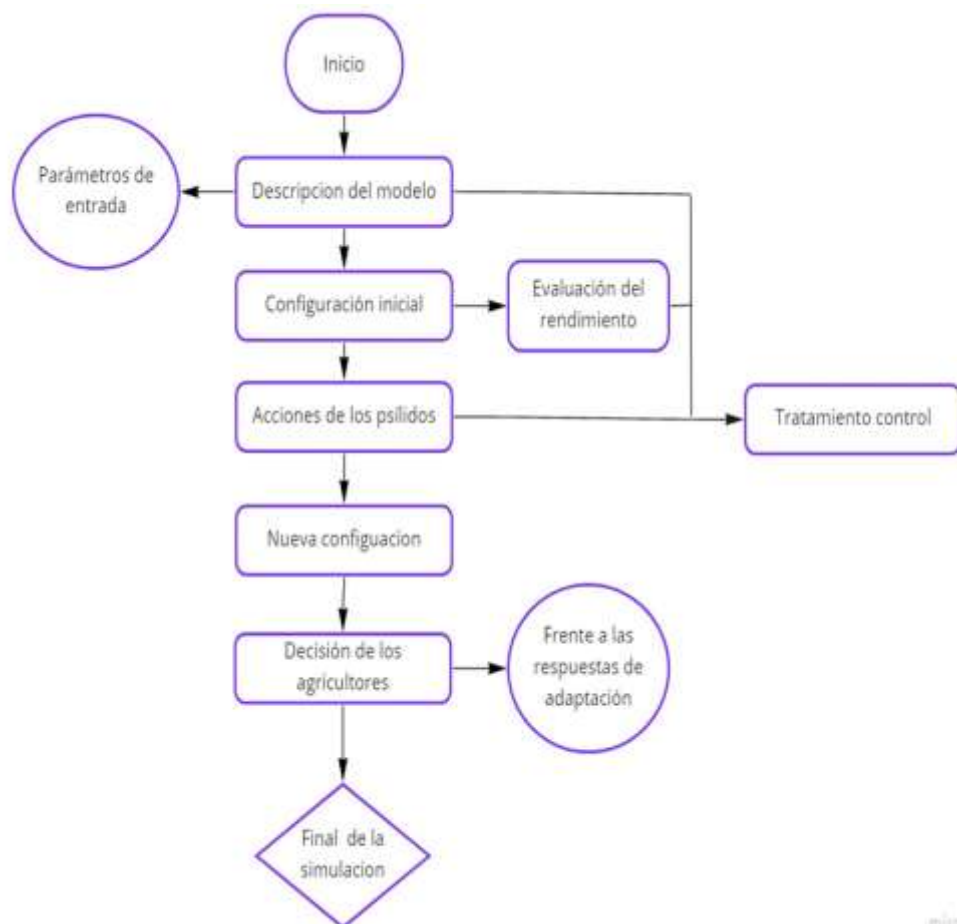 Inicio
Parámetros de
entrada
Descripcion del modelo
Configuración inicial
Evaluación del
rendimiento
Acciones de los psílidos
Tratamiento control
Nueva configuacion
Decisión de los
agricultores
Frente a las
respuestas de
adaptación
Final de la
simulacion